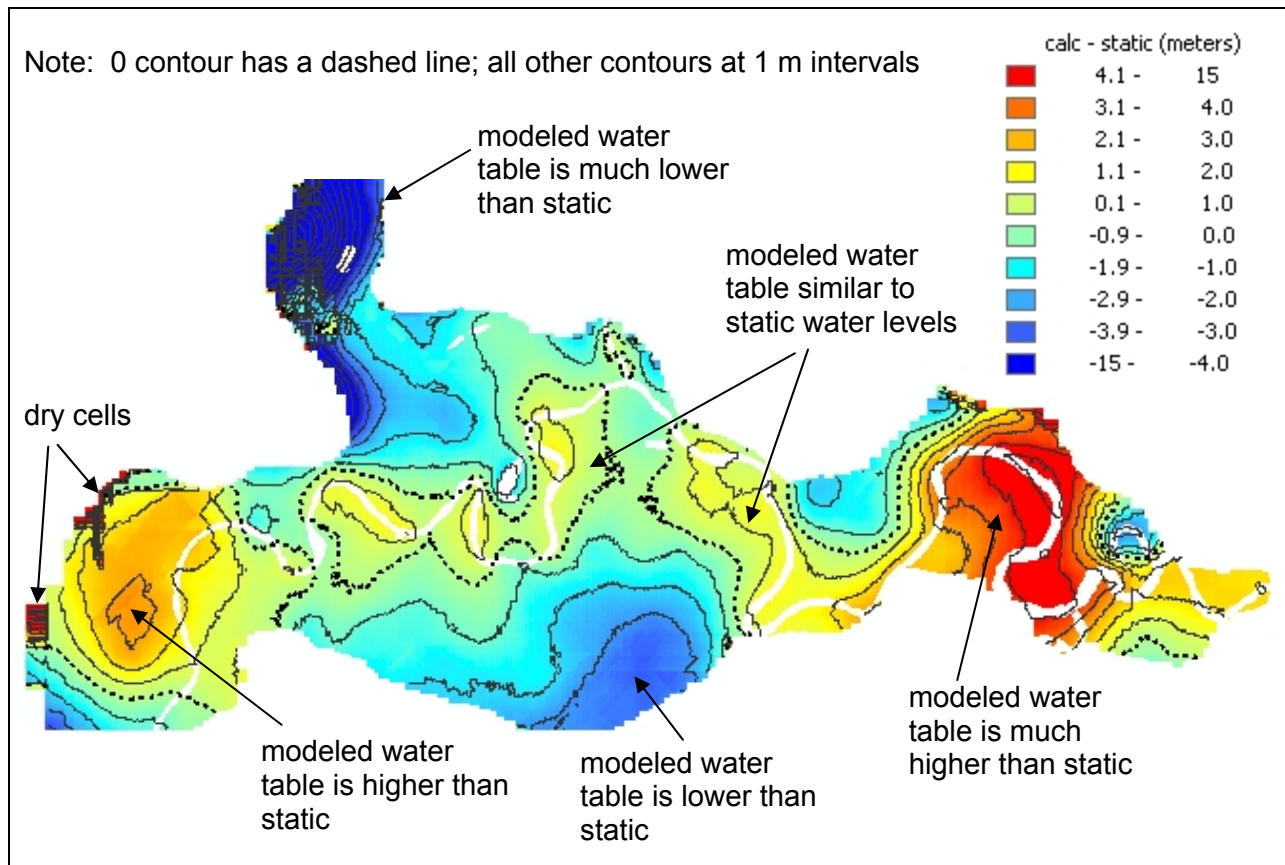 Note: 0 contour has a dashed line; all other contours at 1 m intervals
calc - static (meters)
4.1 - 15
3.1 - 4.0
2.1 - 3.0
1.1 - 2.0
0.1 - 1.0
-0.9 - 0.0
-1.9 - -1.0
-2.9 - -2.0
-3.9 - -3.0
-15 - -4.0
modeled water
table is much lower
than static
modeled water
table similar to
static water levels
dry cells
modeled water
table is higher than
static
modeled water
table is lower than
static
modeled water
table is much
higher than static